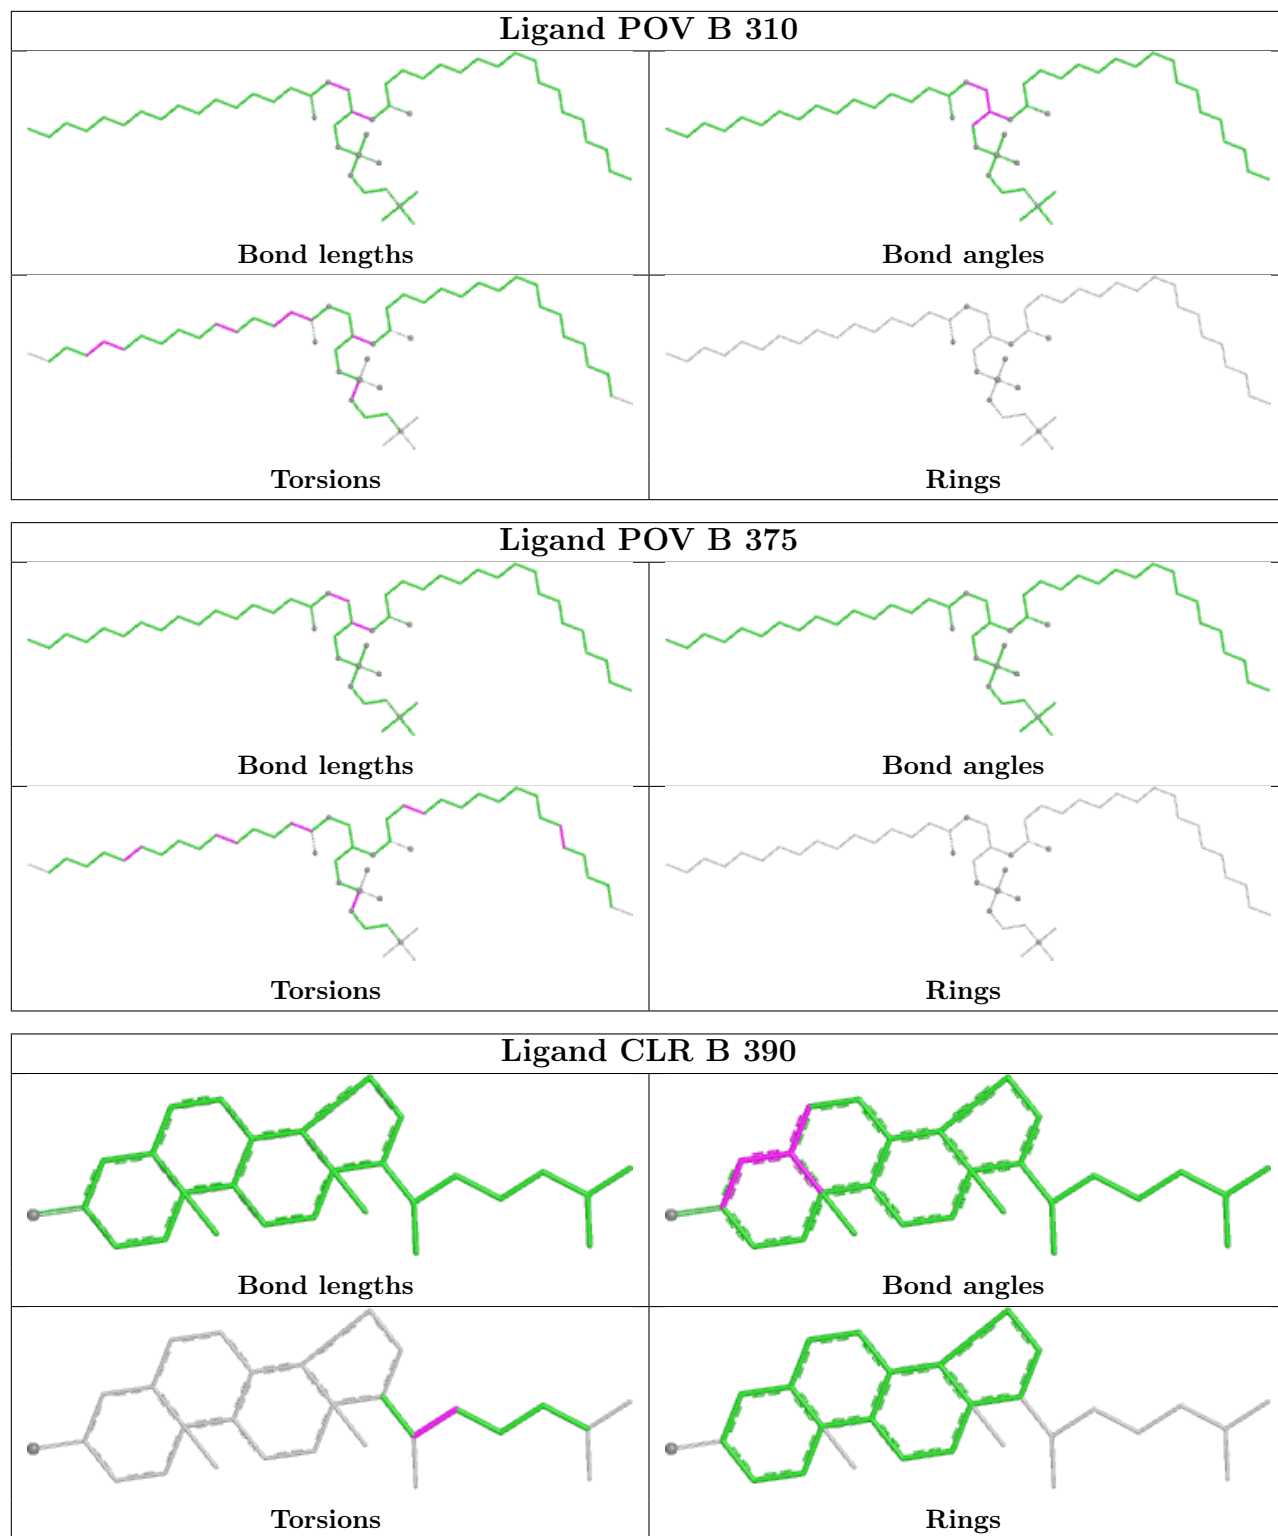 Ligand POV B 310
Bond lengths
Bond angles
Torsions
Rings
Ligand POV B 375
Bond lengths
Bond angles
Torsions
Rings
Ligand CLR B 390
Bond lengths
Bond angles
Torsions
Rings